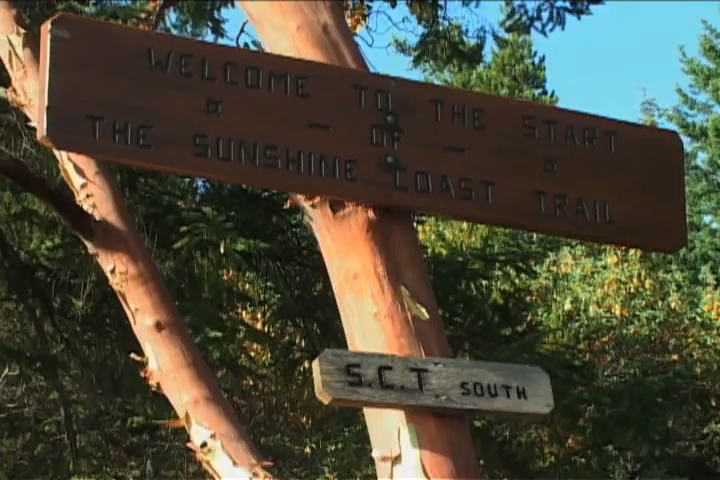 WELCOME TO THE START
- OF -
THE SUNSHINE COAST TRAIL
S.C.T SOUTH